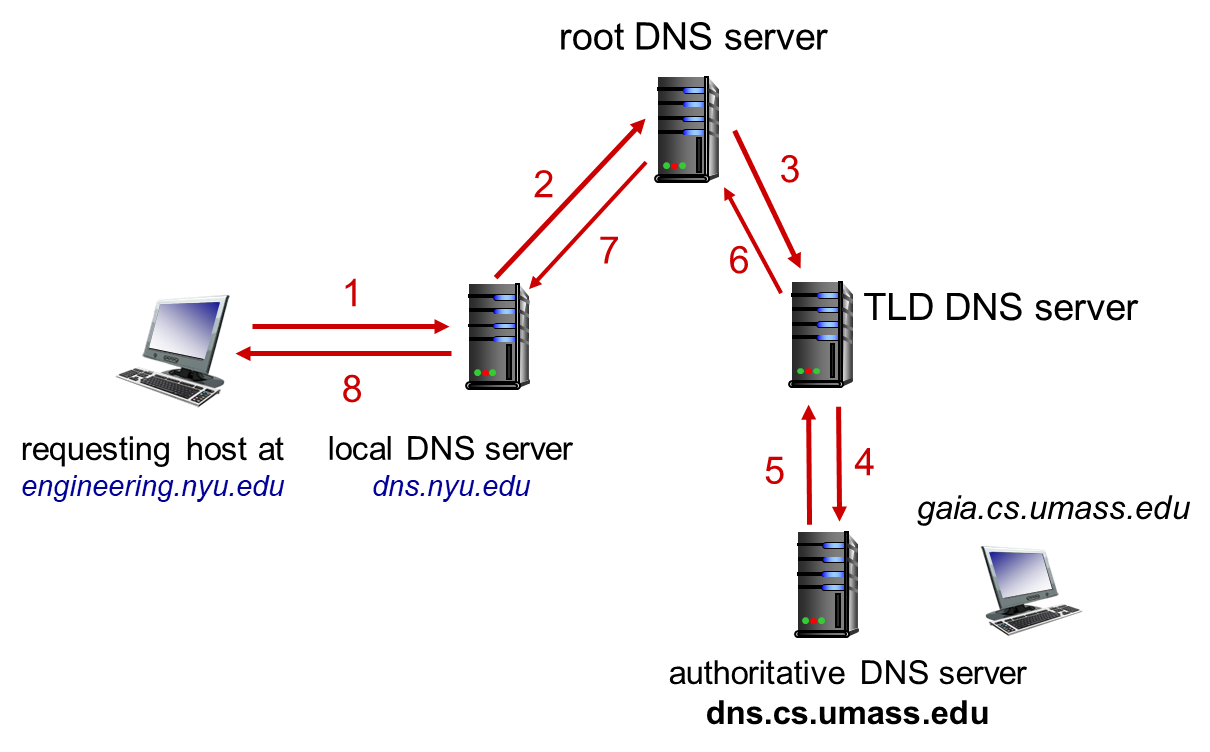 root DNS server
2
3
7
6
1
TLD DNS server
8
requesting host at
engineering.nyu.edu
local DNS server
dns.nyu.edu
5
4
gaia.cs.umass.edu
authoritative DNS server
dns.cs.umass.edu